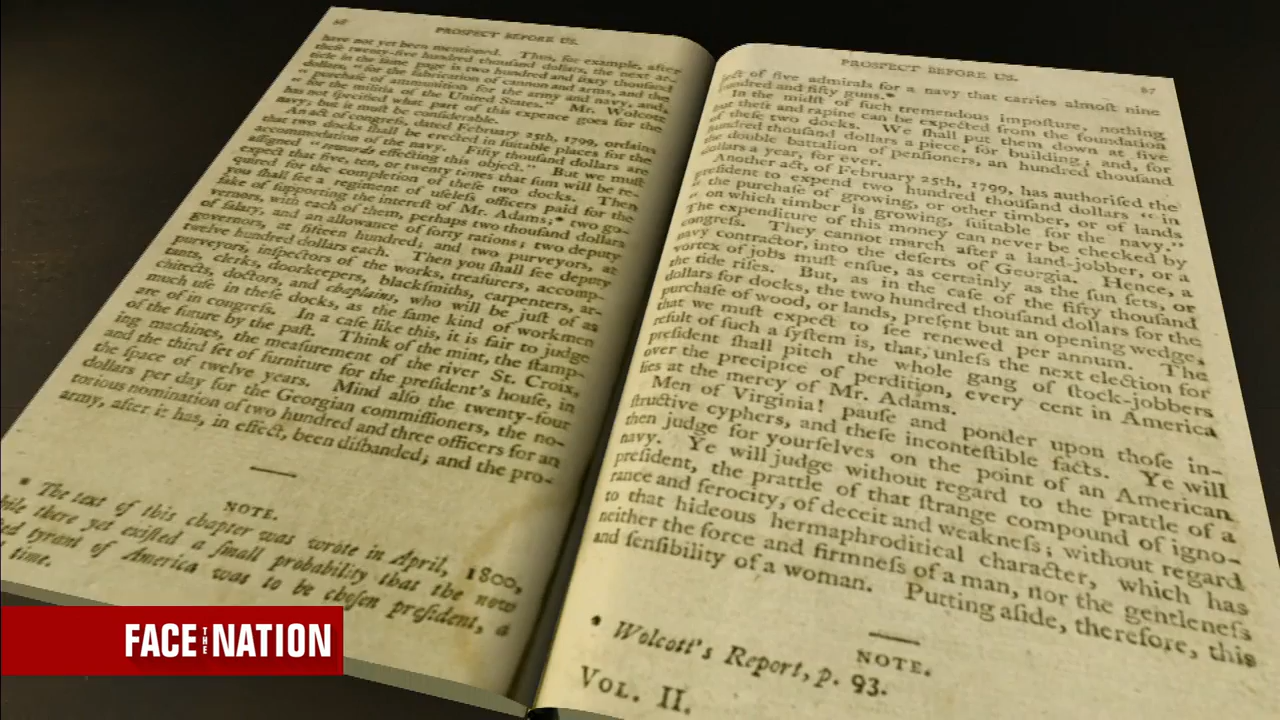 PROSPECT BEFORE US.
have not yet been mentioned. Thus, for example, after
theſe twenty-five hundred thouſand dollars, the next ar-
ticle in the ſame page is two hundred and ſixty thouſand
dollars, "for the fabrication of cannon and arms, and the
" purchaſe of ammunition for the army and navy, and,
" for the militia of the United States." Mr. Wolcott
has not ſpecified what part of this expence goes for the
navy; but it muſt be conſiderable.
An act of congreſs, dated February 25th, 1799, ordains
that two docks ſhall be erected in ſuitable places for the
accommodation of the navy. Fifty thouſand dollars are
aſſigned "towards effecting this object." But we muſt
expect that five, ten, or twenty times that ſum will be re-
quired for the completion of theſe two docks. Then
you ſhall ſee a regiment of uſeleſs officers paid for the
ſake of ſupporting the intereſt of Mr. Adams;* two go-
vernors, with each of them, perhaps two thouſand dollars
of ſalary, and an allowance of forty rations; two deputy
governors, at fifteen hundred; and two purveyors, at
twelve hundred dollars each. Then you ſhall ſee deputy
purveyors, inſpectors of the works, treaſurers, accomp-
tants, clerks, doorkeepers, blackſmiths, carpenters, ar-
chitects, doctors, and chaplains, who will be juſt of as
much uſe in theſe docks, as the ſame kind of workmen
are of in congreſs. In a caſe like this, it is fair to judge
of the future by the paſt. Think of the mint, the ſtamp-
ing machines, the meaſurement of the river St. Croix,
and the third ſet of furniture for the preſident's houſe, in
the ſpace of twelve years. Mind alſo the twenty-four
dollars per day for the Georgian commiſſioners, the no-
torious nomination of two hundred and three officers for an
army, after it has, in effect, been diſbanded; and the pro-
NOTE.
* The text of this chapter was wrote in April, 1800,
while there yet exiſted a ſmall probability that the now
tyrant of America was to be choſen preſident, a
time.
PROSPECT BEFORE US.
87
ject of five admirals for a navy that carries almoſt nine
hundred and fifty guns.*
In the midſt of ſuch tremendous impoſture, nothing
but theft and rapine can be expected from the foundation
of theſe two docks. We ſhall put them down at five
hundred thouſand dollars a piece, for building; and, for
the double battalion of penſioners, an hundred thouſand
dollars a year, for ever.
Another act, of February 25th, 1799, has authoriſed the
preſident to expend two hundred thouſand dollars "in
" the purchaſe of growing, or other timber, or of lands
" on which timber is growing, ſuitable for the navy."
The expenditure of this money can never be checked by
congreſs. They cannot march after a land-jobber, or a
navy contractor, into the deſerts of Georgia. Hence, a
vortex of jobs muſt enſue, as certainly as the ſun ſets, or
the tide riſes. But, as in the caſe of the fifty thouſand
dollars for docks, the two hundred thouſand dollars for the
purchaſe of wood, or lands, preſent but an opening wedge,
that we muſt expect to ſee renewed per annum. The
reſult of ſuch a ſyſtem is, that, unleſs the next election for
preſident ſhall pitch the whole gang of ſtock-jobbers
over the precipice of perdition, every cent in America
lies at the mercy of Mr. Adams.
Men of Virginia! pauſe and ponder upon thoſe in-
ſtructive cyphers, and theſe inconteſtible facts. Ye will
then judge for yourſelves on the point of an American
navy. Ye will judge without regard to the prattle of a
preſident, the prattle of that ſtrange compound of igno-
rance and ferocity, of deceit and weakneſs; without regard
to that hideous hermaphroditical character, which has
neither the force and firmneſs of a man, nor the gentleneſs
and ſenſibility of a woman. Putting aſide, therefore, this
NOTE.
* Wolcott's Report, p. 93.
VOL. II.
FACE THE NATION